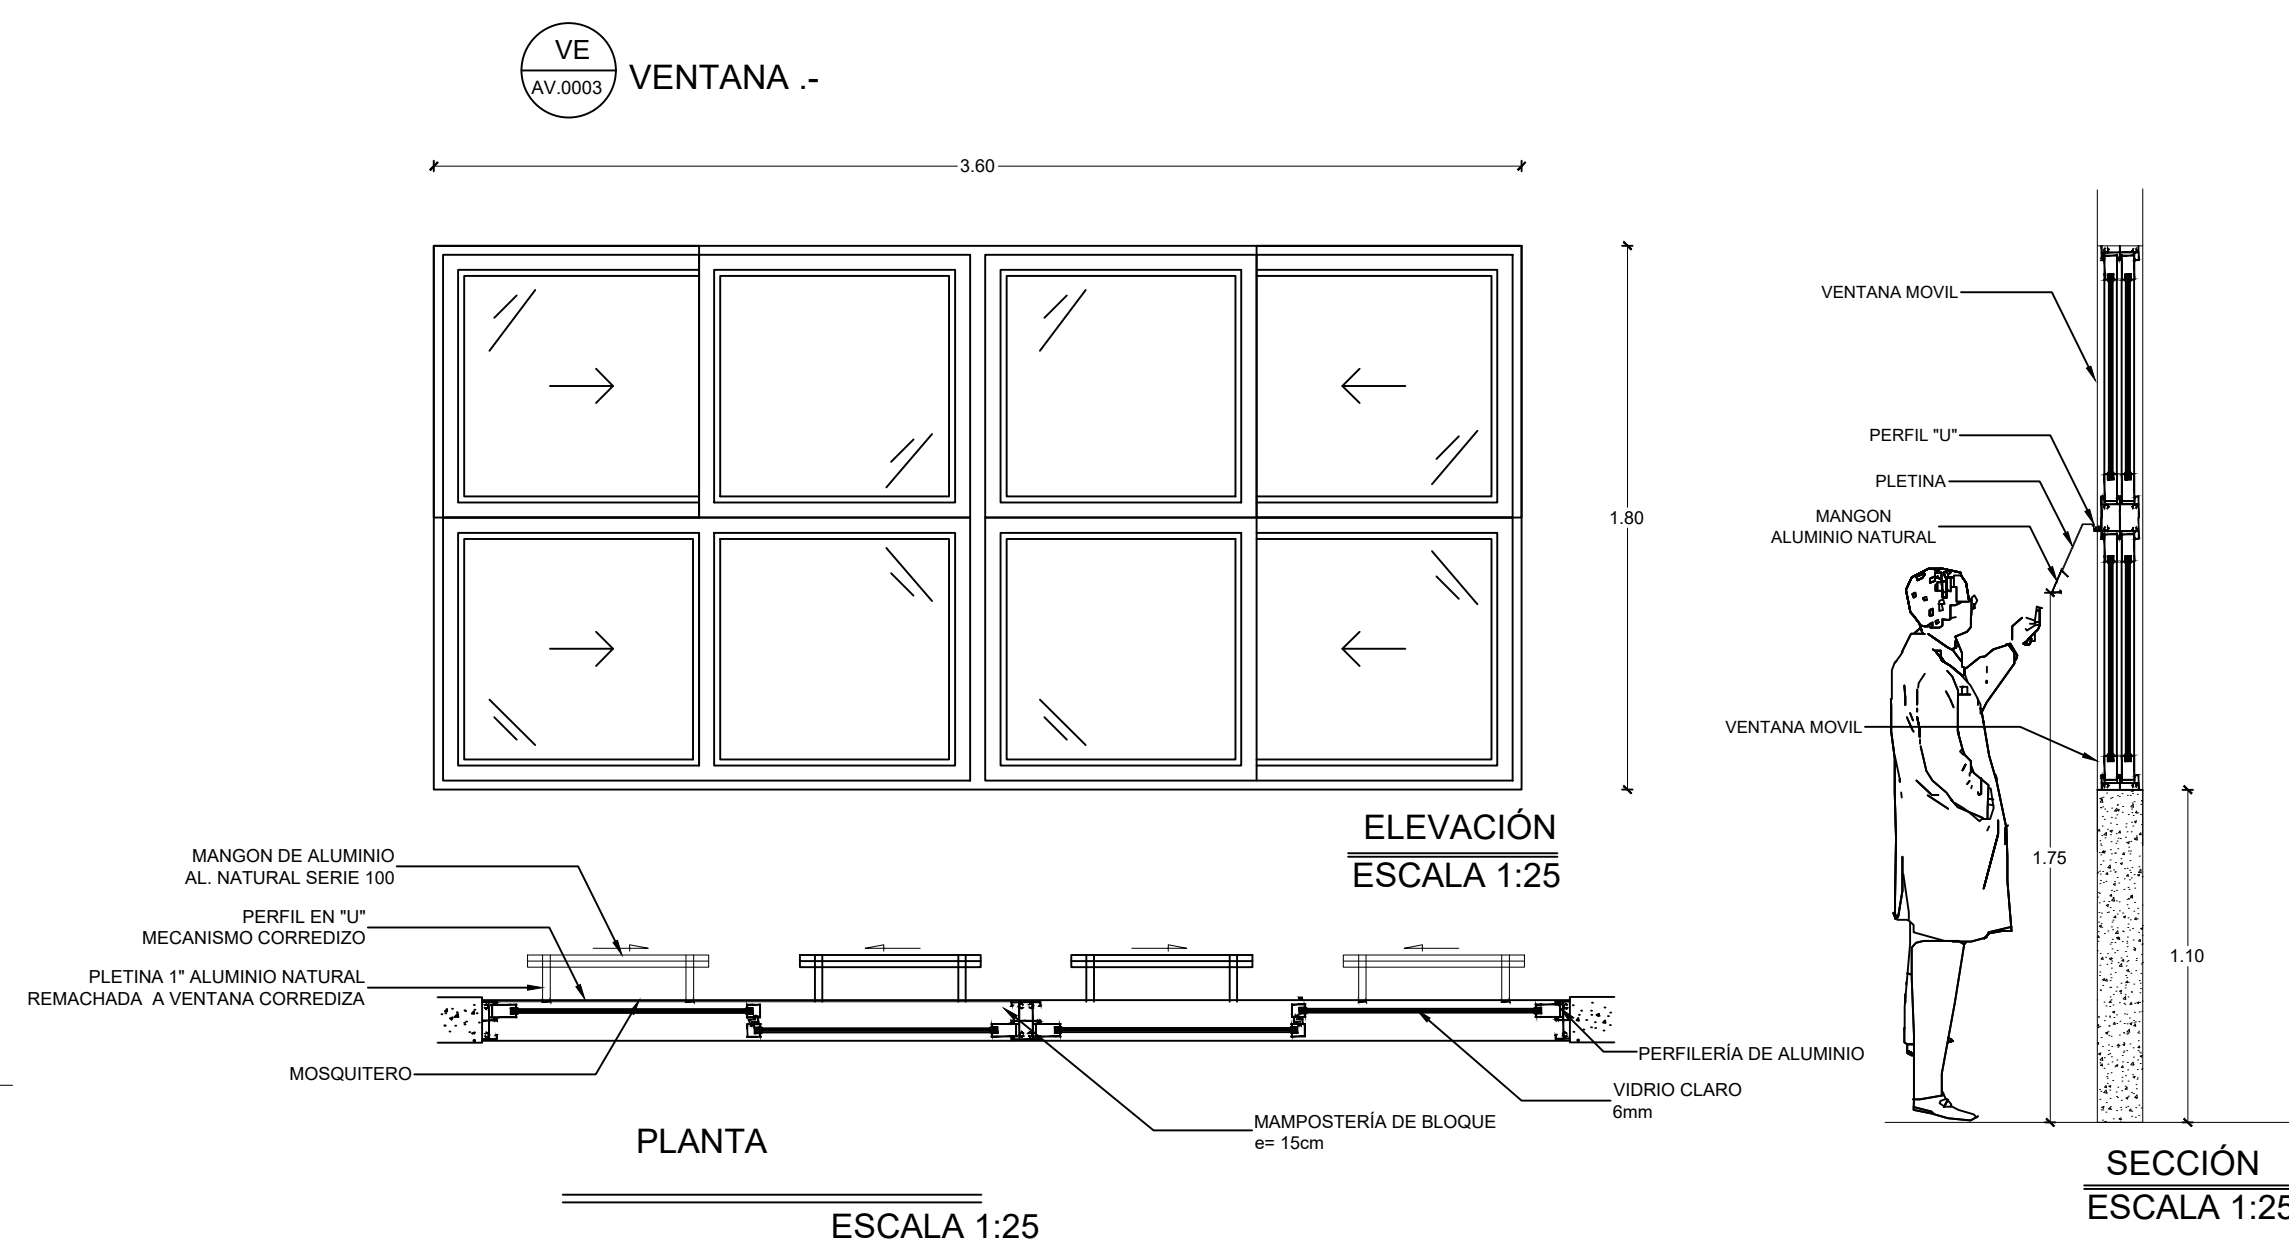 VE
AV.0003
VENTANA .-
3.60
1.80
ELEVACIÓN
ESCALA 1:25
VENTANA MOVIL
PERFIL "U"
PLETINA
MANGON
ALUMINIO NATURAL
VENTANA MOVIL
1.75
1.10
SECCIÓN
ESCALA 1:25
MANGON DE ALUMINIO
AL. NATURAL SERIE 100
PERFIL EN "U"
MECANISMO CORREDIZO
PLETINA 1" ALUMINIO NATURAL
REMACHADA A VENTANA CORREDIZA
MOSQUITERO
PERFILERÍA DE ALUMINIO
VIDRIO CLARO
6mm
MAMPOSTERÍA DE BLOQUE
e= 15cm
PLANTA
ESCALA 1:25